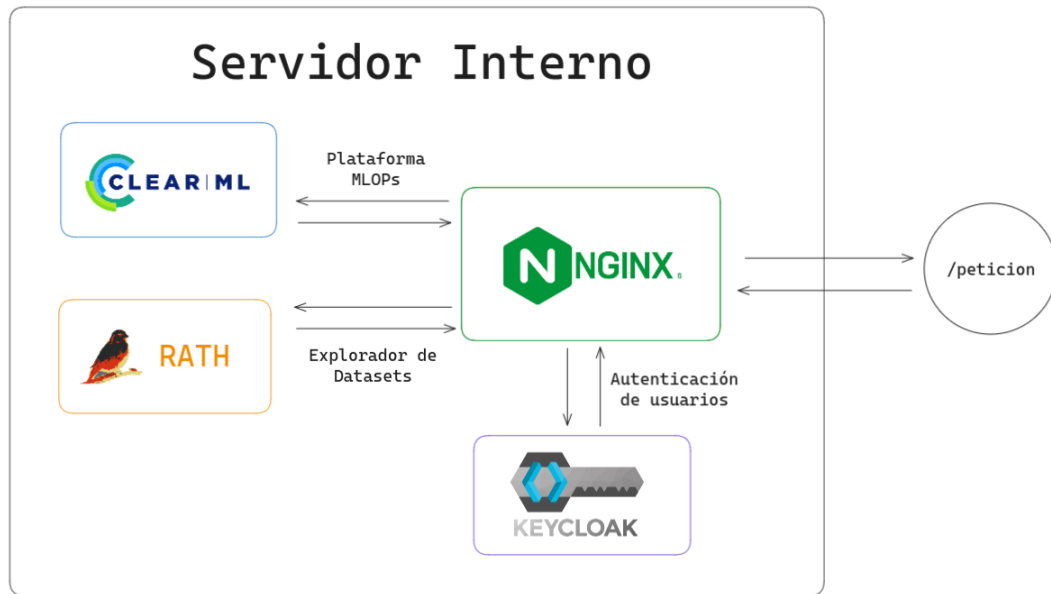 Servidor Interno
CLEAR|ML
Plataforma
MLOPs
NGINX
/peticion
RATH
Explorador de
Datasets
Autenticación
de usuarios
KEYCLOAK